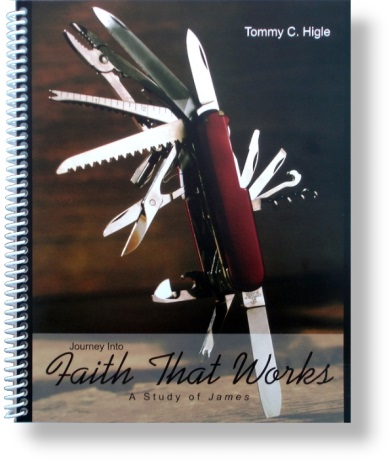 Tommy C. Higle
Journey Into
Faith That Works
A Study of James